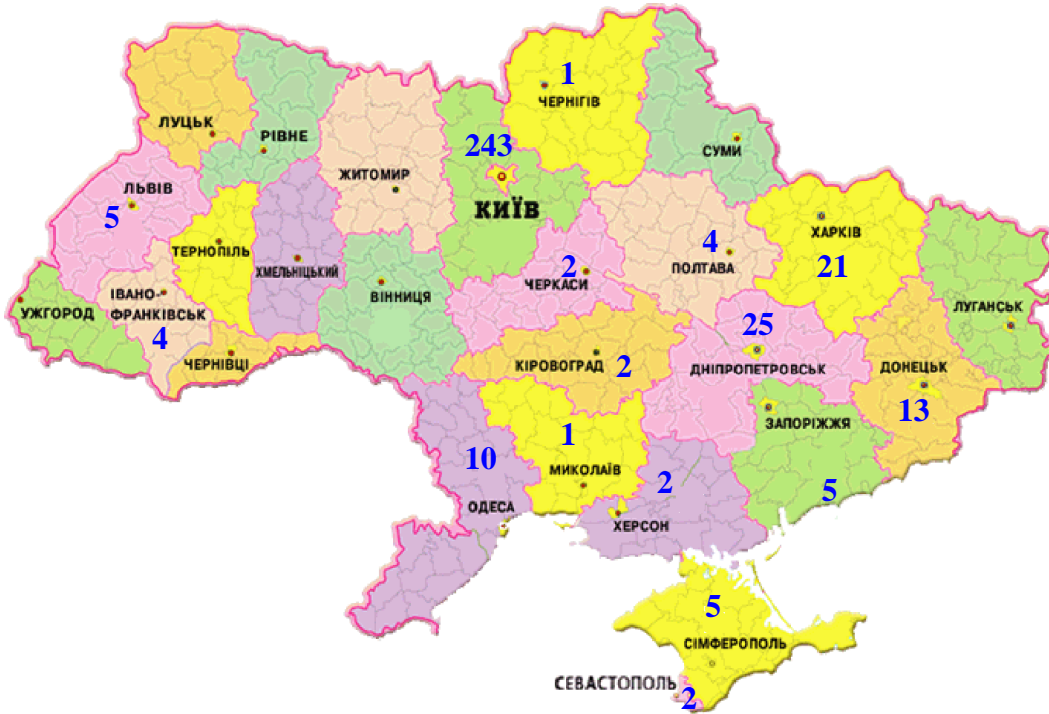 1
ЧЕРНІГІВ
ЛУЦЬК
РІВНЕ
243
СУМИ
ЖИТОМИР
ЛЬВІВ
5
КИЇВ
ХАРКІВ
21
ТЕРНОПІЛЬ
4
ПОЛТАВА
ХМЕЛЬНІЦЬКИЙ
2
ЧЕРКАСИ
ВІННИЦЯ
ІВАНО-
ФРАНКІВСЬК
4
УЖГОРОД
ЛУГАНСЬК
25
ДНІПРОПЕТРОВСЬК
ЧЕРНІВЦІ
КІРОВОГРАД
2
ДОНЕЦЬК
13
ЗАПОРІЖЖЯ
5
1
МИКОЛАЇВ
10
ОДЕСА
2
ХЕРСОН
5
СІМФЕРОПОЛЬ
СЕВАСТОПОЛЬ
2